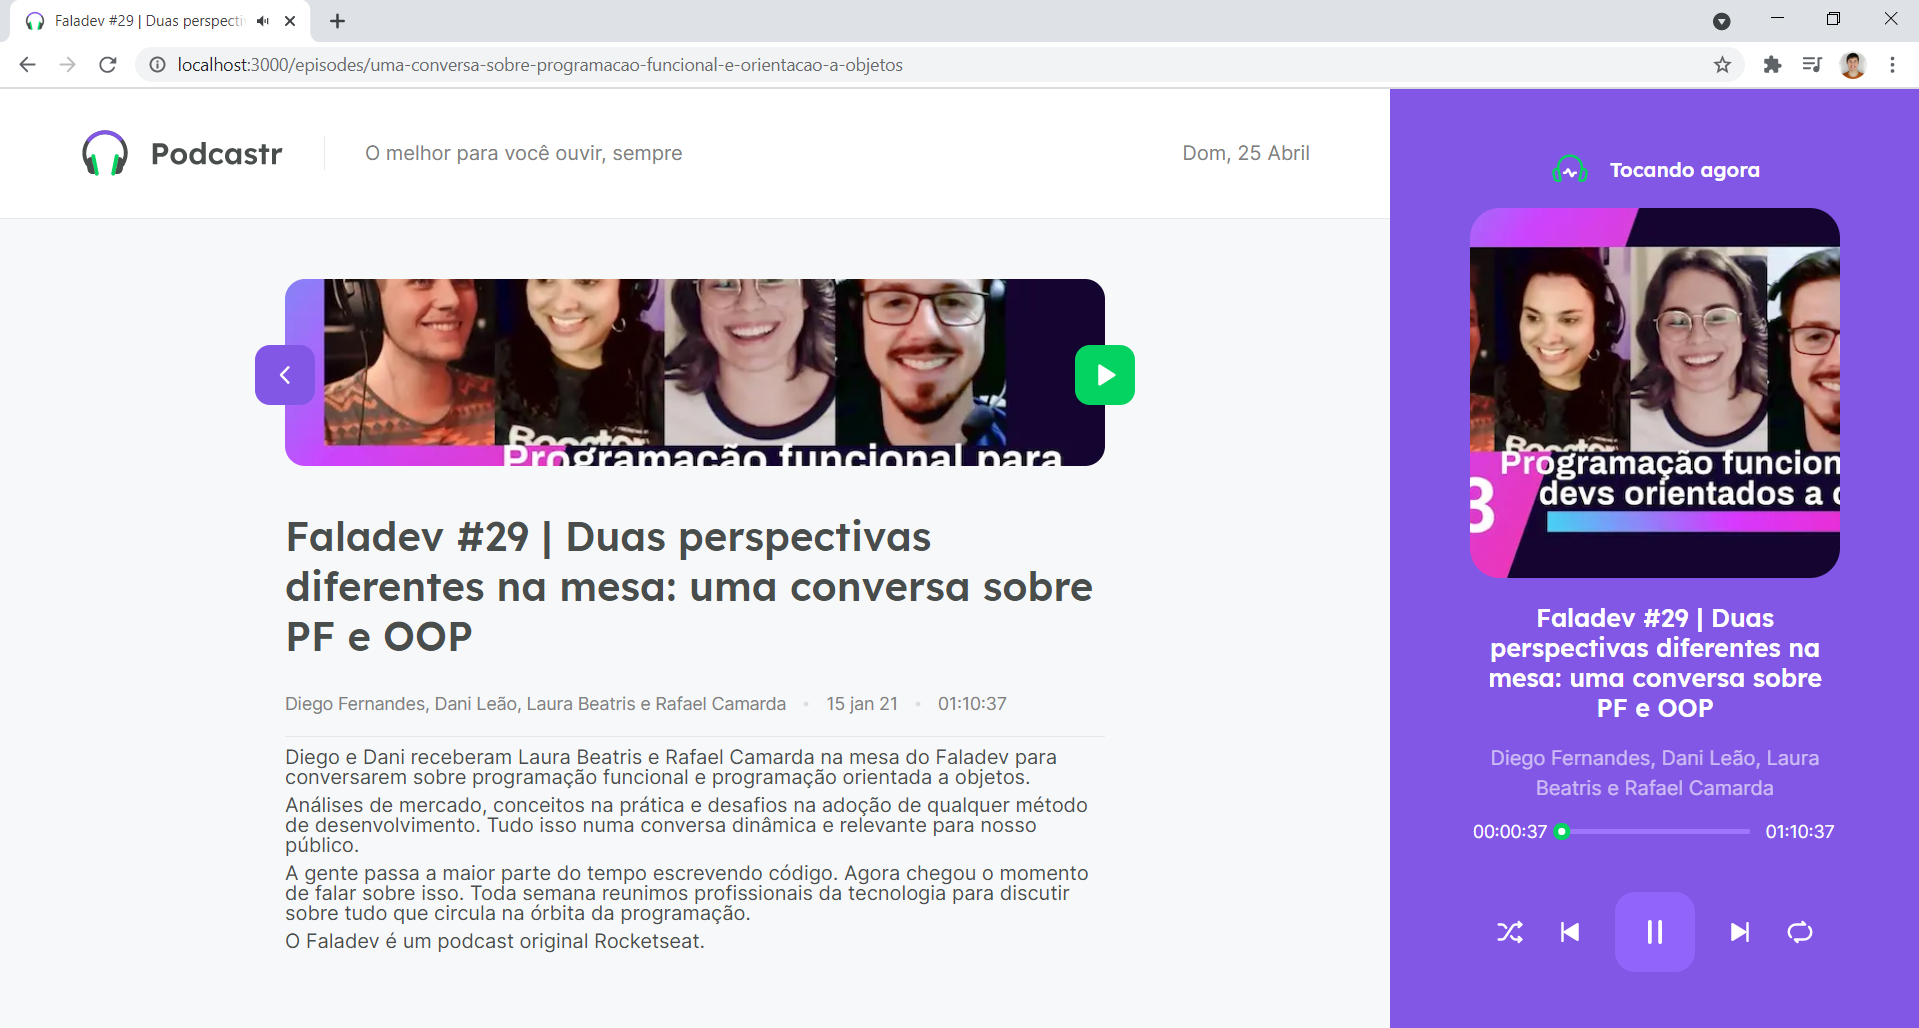 Faladev #29 | Duas perspectiv
localhost:3000/episodes/uma-conversa-sobre-programacao-funcional-e-orientacao-a-objetos
Podcastr
O melhor para você ouvir, sempre
Dom, 25 Abril
Programação funcional para
Faladev #29 | Duas perspectivas
diferentes na mesa: uma conversa sobre
PF e OOP
Diego Fernandes, Dani Leão, Laura Beatris e Rafael Camarda • 15 jan 21 • 01:10:37
Diego e Dani receberam Laura Beatris e Rafael Camarda na mesa do Faladev para
conversarem sobre programação funcional e programação orientada a objetos.
Análises de mercado, conceitos na prática e desafios na adoção de qualquer método
de desenvolvimento. Tudo isso numa conversa dinâmica e relevante para nosso
público.
A gente passa a maior parte do tempo escrevendo código. Agora chegou o momento
de falar sobre isso. Toda semana reunimos profissionais da tecnologia para discutir
sobre tudo que circula na órbita da programação.
O Faladev é um podcast original Rocketseat.
Tocando agora
Programação funcion
devs orientados a
3
Faladev #29 | Duas
perspectivas diferentes na
mesa: uma conversa sobre
PF e OOP
Diego Fernandes, Dani Leão, Laura
Beatris e Rafael Camarda
00:00:37
01:10:37